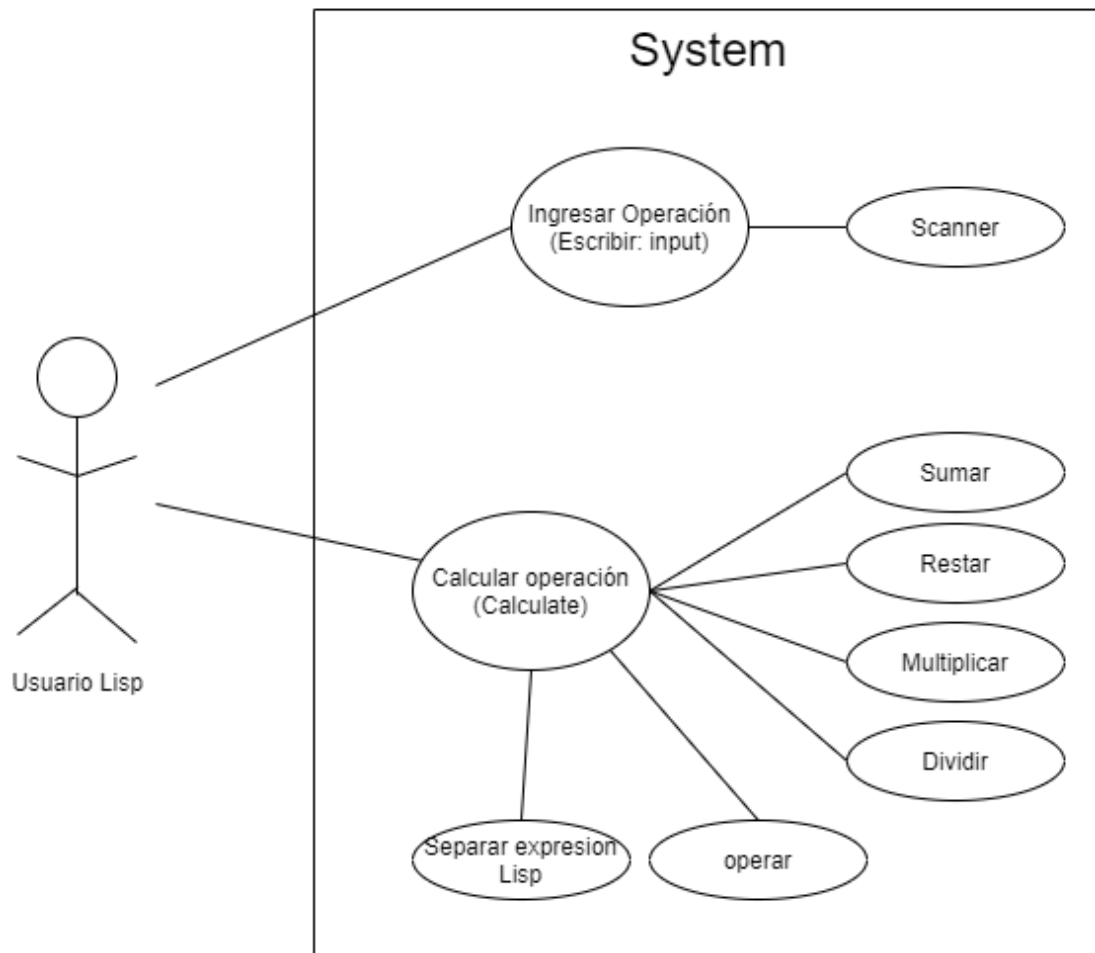 System
Ingresar Operación
(Escribir: input)
Scanner
Sumar
Calcular operación
(Calculate)
Restar
Multiplicar
Usuario Lisp
Dividir
Separar expresion
Lisp
operar